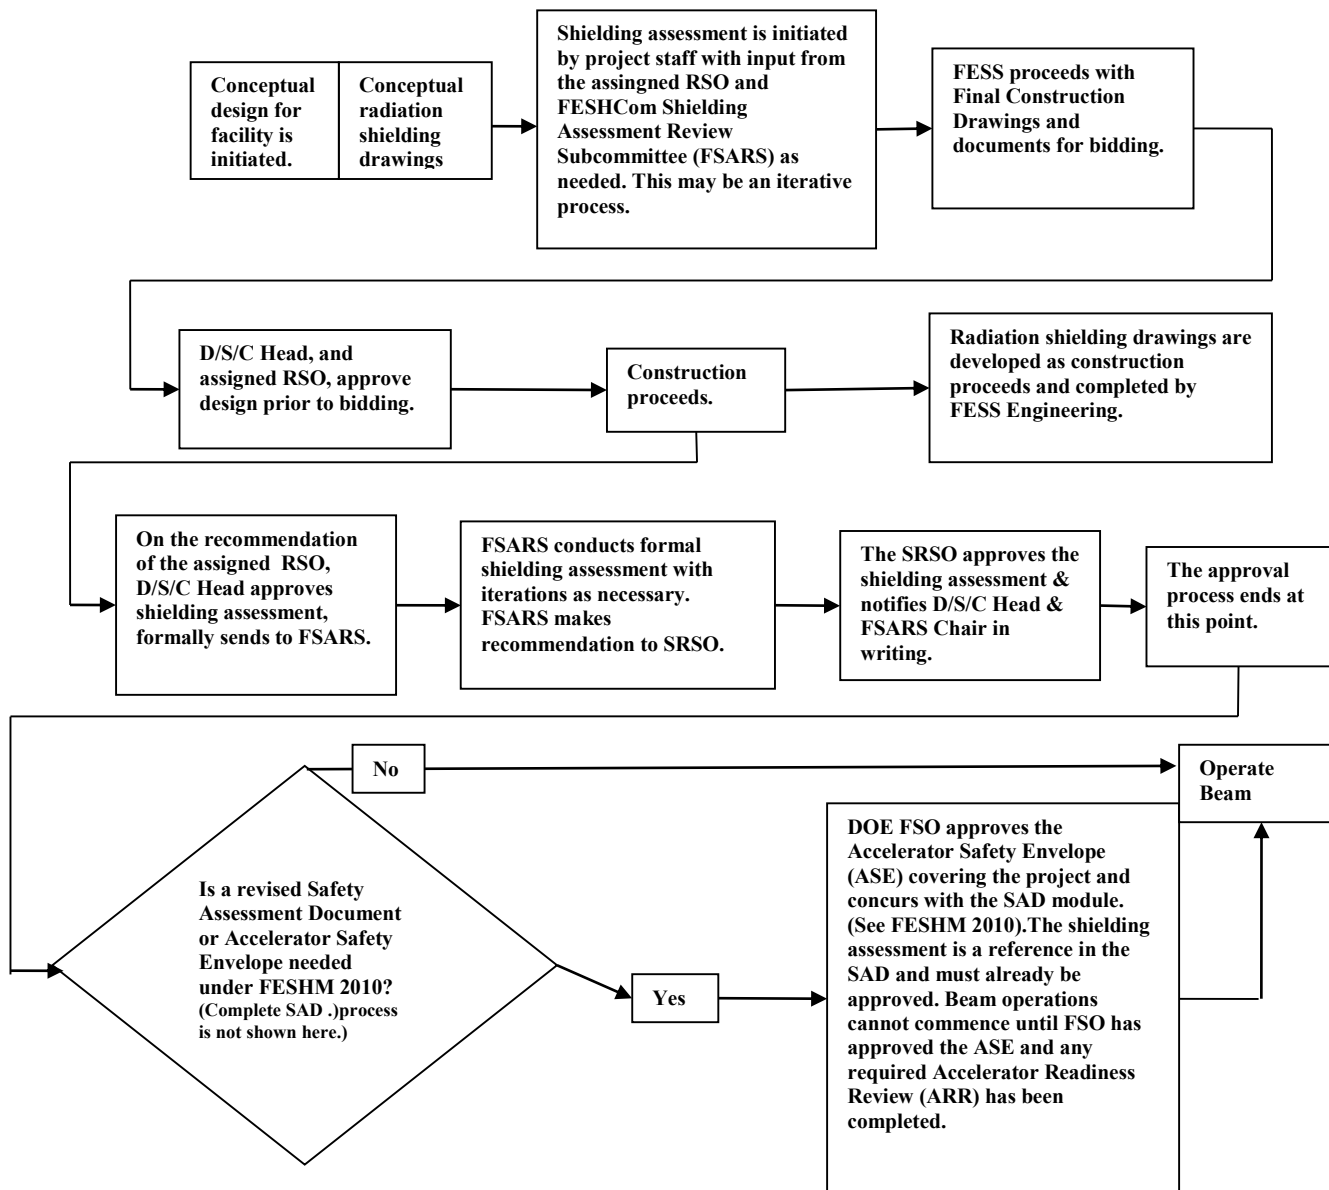 Conceptual
design for
facility is
initiated.
Conceptual
radiation
shielding
drawings
Shielding assessment is initiated
by project staff with input from
the assingned RSO and
FESHCom Shielding
Assessment Review
Subcommittee (FSARS) as
needed. This may be an iterative
process.
FESS proceeds with
Final Construction
Drawings and
documents for bidding.
D/S/C Head, and
assigned RSO, approve
design prior to bidding.
Construction
proceeds.
Radiation shielding drawings are
developed as construction
proceeds and completed by
FESS Engineering.
On the recommendation
of the assigned RSO,
D/S/C Head approves
shielding assessment,
formally sends to FSARS.
FSARS conducts formal
shielding assessment with
iterations as necessary.
FSARS makes
recommendation to SRSO.
The SRSO approves the
shielding assessment &
notifies D/S/C Head &
FSARS Chair in
writing.
The approval
process ends at
this point.
No
Operate
Beam
Is a revised Safety
Assessment Document
or Accelerator Safety
Envelope needed
under FESHM 2010?
(Complete SAD .)process
is not shown here.)
Yes
DOE FSO approves the
Accelerator Safety Envelope
(ASE) covering the project and
concurs with the SAD module.
(See FESHM 2010).The shielding
assessment is a reference in the
SAD and must already be
approved. Beam operations
cannot commence until FSO has
approved the ASE and any
required Accelerator Readiness
Review (ARR) has been
completed.